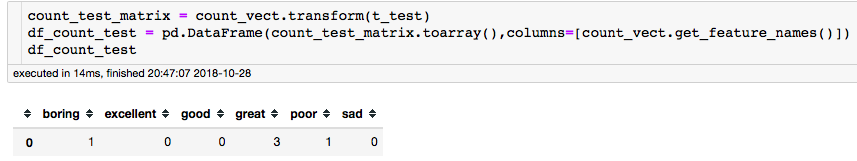 count_test_matrix = count_vect.transform(t_test)
df_count_test = pd.DataFrame(count_test_matrix.toarray(),columns=[count_vect.get_feature_names()])
df_count_test
executed in 14ms, finished 20:47:07 2018-10-28
boring excellent good great poor sad
0 1 0 0 3 1 0